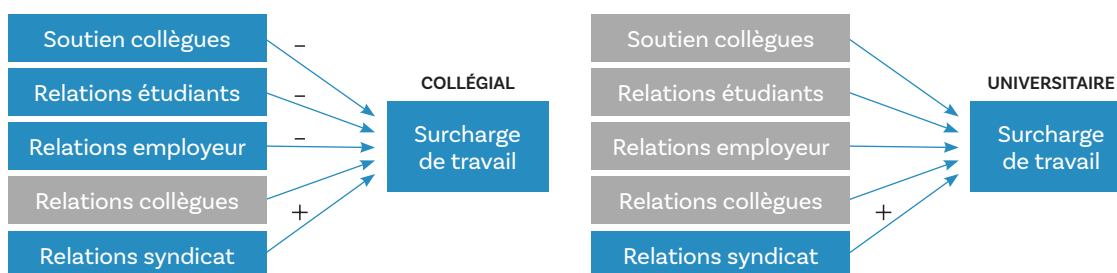 Soutien collègues
Relations étudiants
Relations employeur
Relations collègues
Relations syndicat
–
–
–
+
COLLÉGIAL
Surcharge
de travail
Soutien collègues
Relations étudiants
Relations employeur
Relations collègues
Relations syndicat
+
UNIVERSITAIRE
Surcharge
de travail